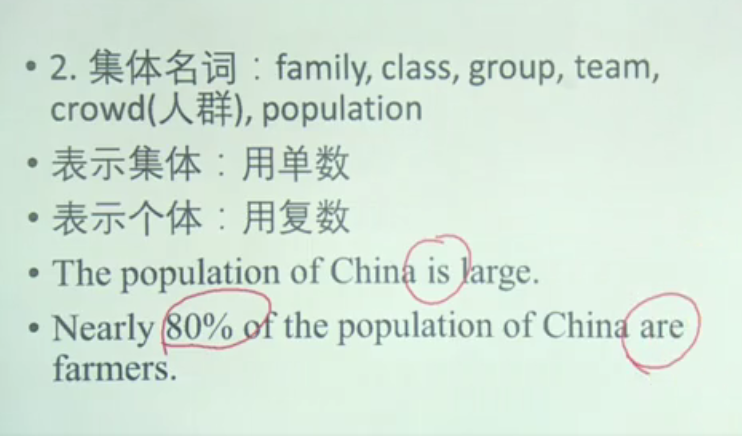 • 2. 集体名词：family, class, group, team,
crowd(人群), population
• 表示集体：用单数
• 表示个体：用复数
• The population of China is large.
• Nearly 80% of the population of China are
farmers.